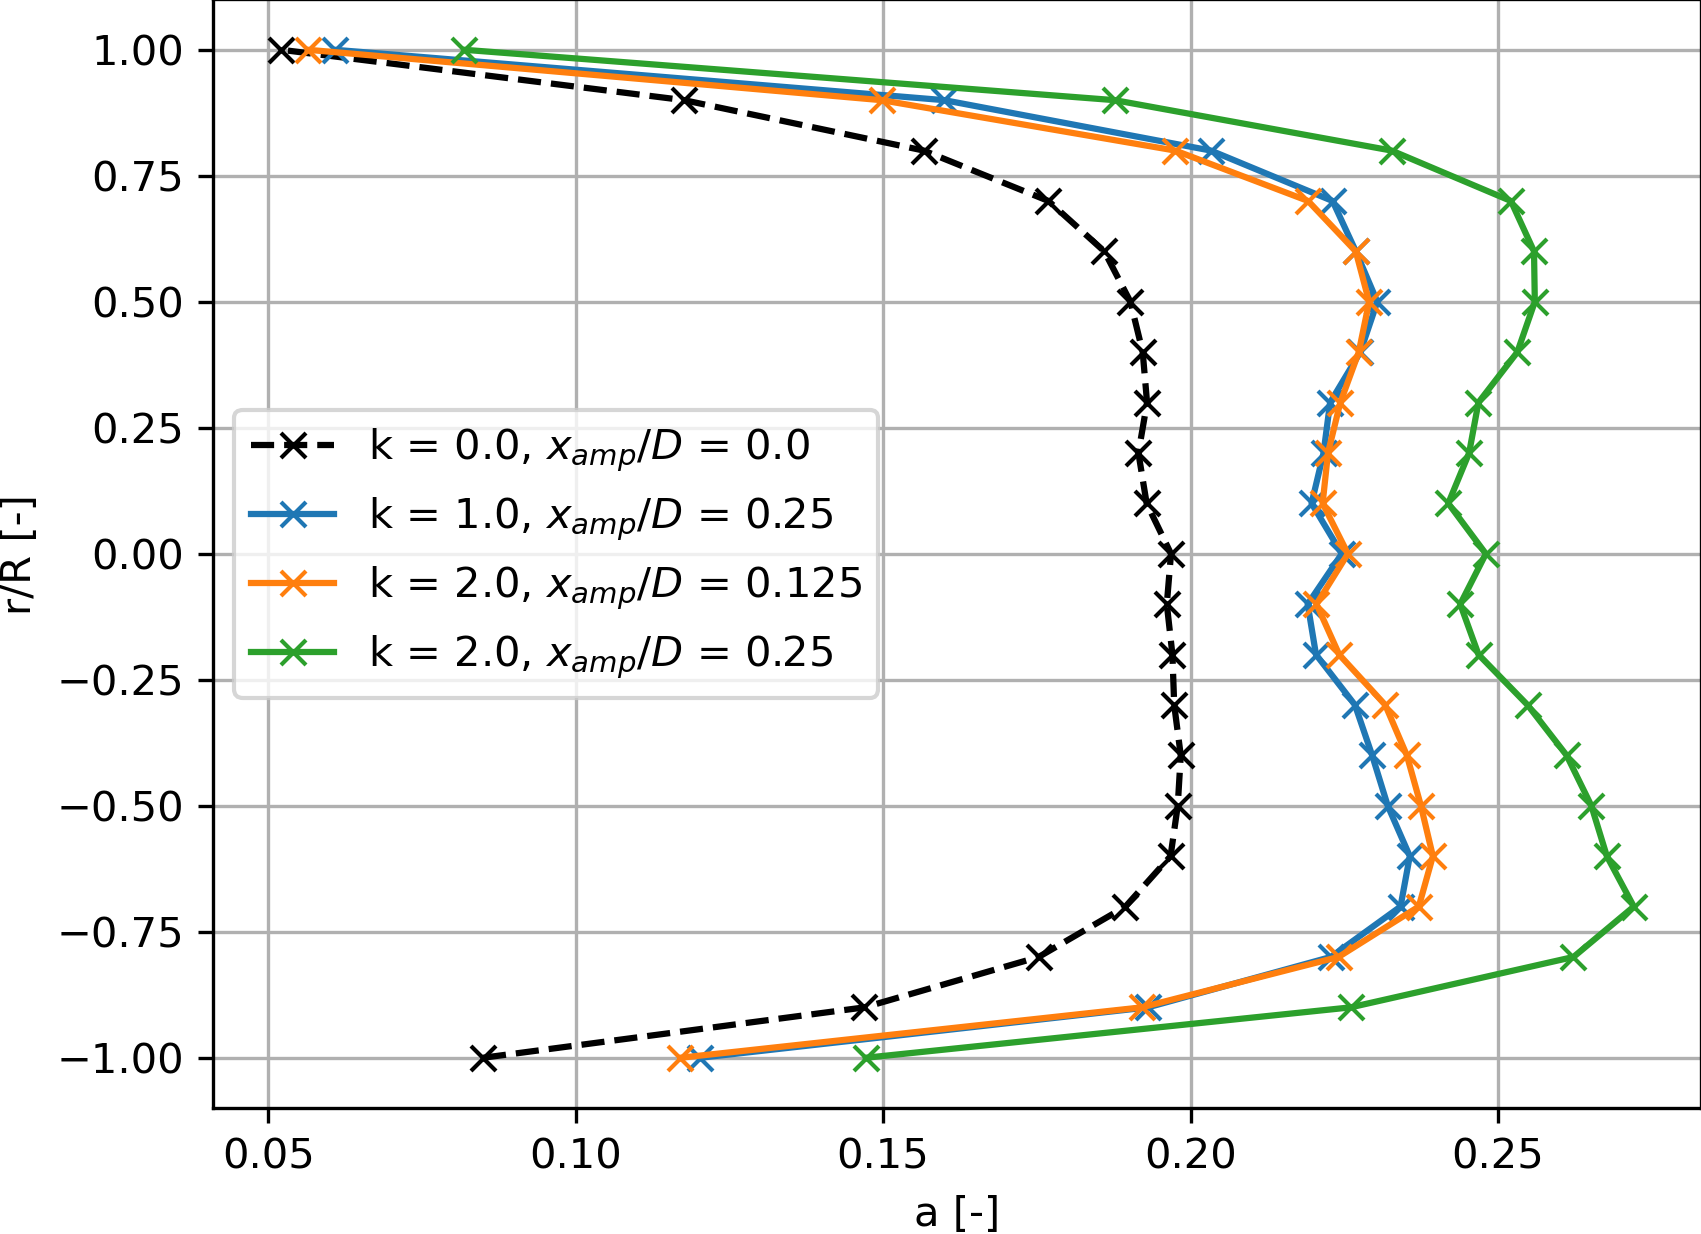 1.00
0.75
0.50
0.25
0.00
−0.25
−0.50
−0.75
−1.00
r/R [-]
k = 0.0, x_amp/D = 0.0
k = 1.0, x_amp/D = 0.25
k = 2.0, x_amp/D = 0.125
k = 2.0, x_amp/D = 0.25
0.05 0.10 0.15 0.20 0.25
a [-]